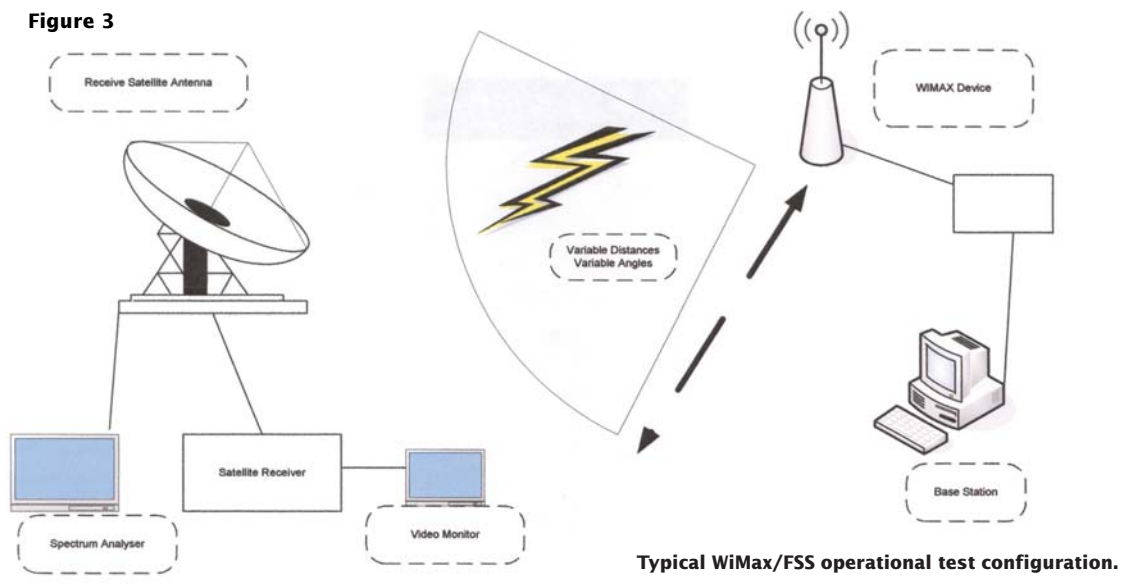 Figure 3
Receive Satellite Antenna
WIMAX Device
Variable Distances
Variable Angles
Satellite Receiver
Base Station
Spectrum Analyser
Video Monitor
Typical WiMax/FSS operational test configuration.